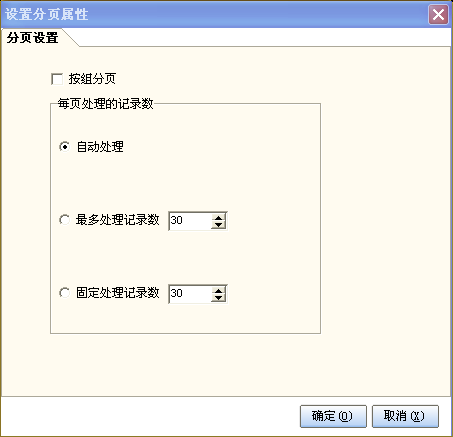 设置分页属性
分页设置
按组分页
每页处理的记录数
自动处理
最多处理记录数 30
固定处理记录数 30
确定(O) 取消(X)